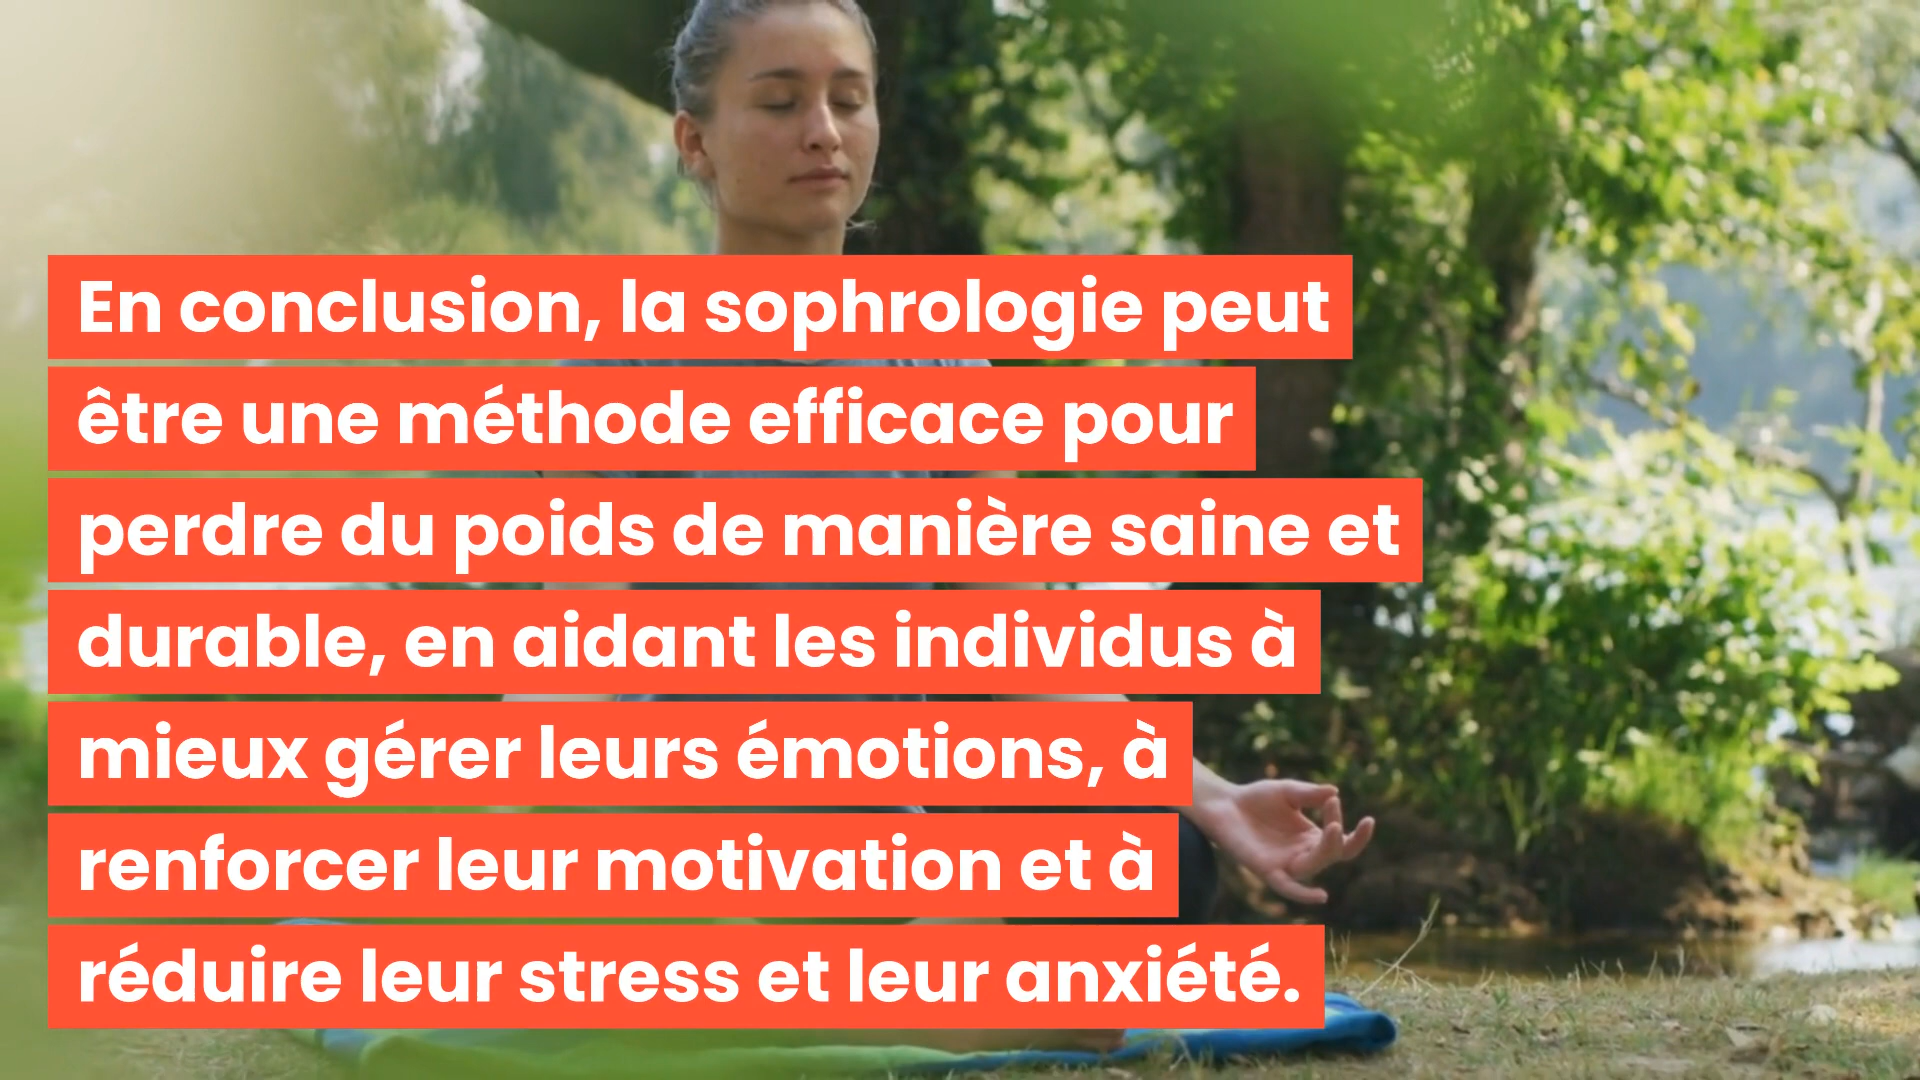 En conclusion, la sophrologie peut
être une méthode efficace pour
perdre du poids de manière saine et
durable, en aidant les individus à
mieux gérer leurs émotions, à
renforcer leur motivation et à
réduire leur stress et leur anxiété.